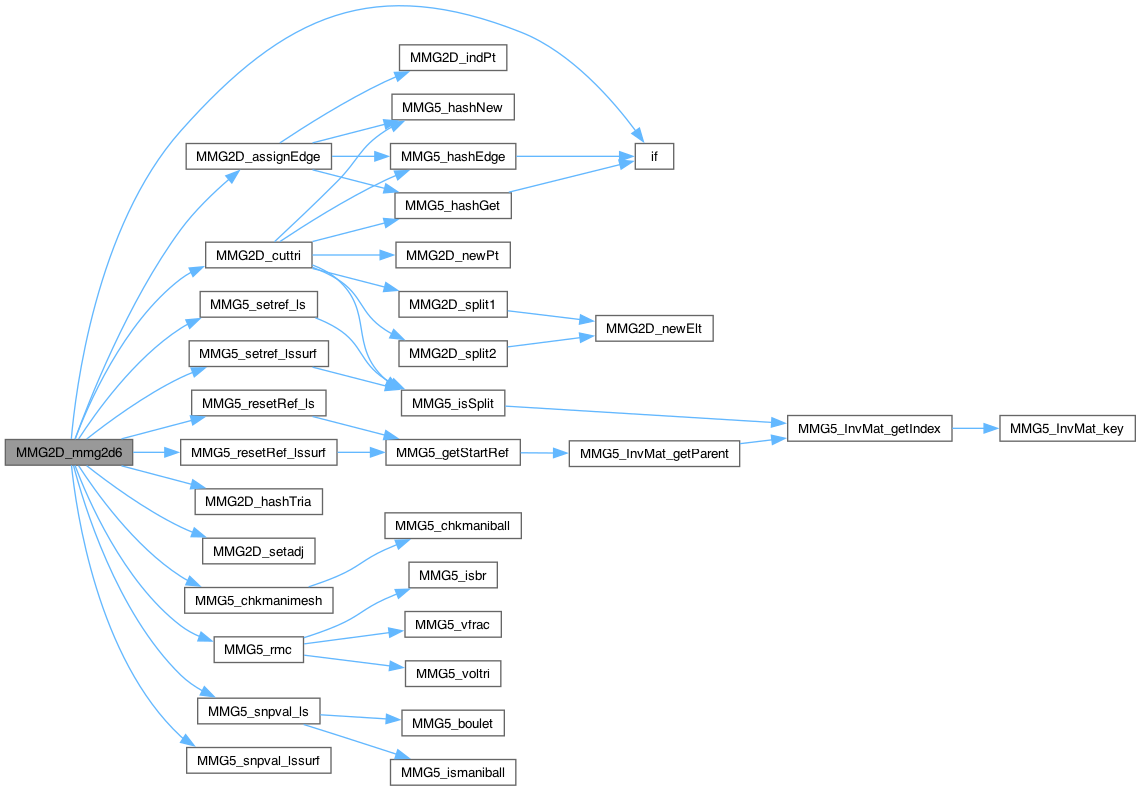 MMG2D_indPt
MMG5_hashNew
MMG2D_assignEdge
MMG5_hashEdge
if
MMG5_hashGet
MMG2D_cuttri
MMG2D_newPt
MMG5_setref_ls
MMG2D_split1
MMG2D_newElt
MMG5_setref_lssurf
MMG2D_split2
MMG5_resetRef_ls
MMG5_isSplit
MMG5_InvMat_getIndex
MMG5_InvMat_key
MMG2D_mmg2d6
MMG5_resetRef_lssurf
MMG5_getStartRef
MMG5_InvMat_getParent
MMG2D_hashTria
MMG5_chkmaniball
MMG2D_setadj
MMG5_isbr
MMG5_chkmanimesh
MMG5_vfrac
MMG5_rmc
MMG5_voltri
MMG5_snpval_ls
MMG5_boulet
MMG5_snpval_lssurf
MMG5_ismaniball